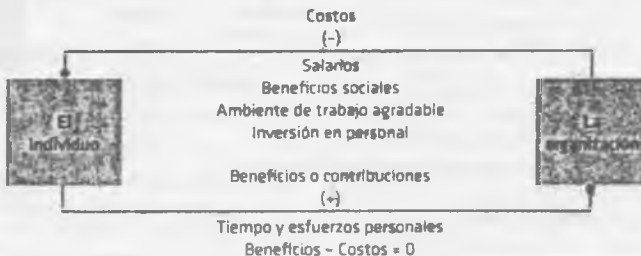 Costos
(-)
Salarios
Beneficios sociales
Ambiente de trabajo agradable
Inversión en personal
El
individuo
La
organización
Beneficios o contribuciones
(+)
Tiempo y esfuerzos personales
Beneficios - Costos = 0